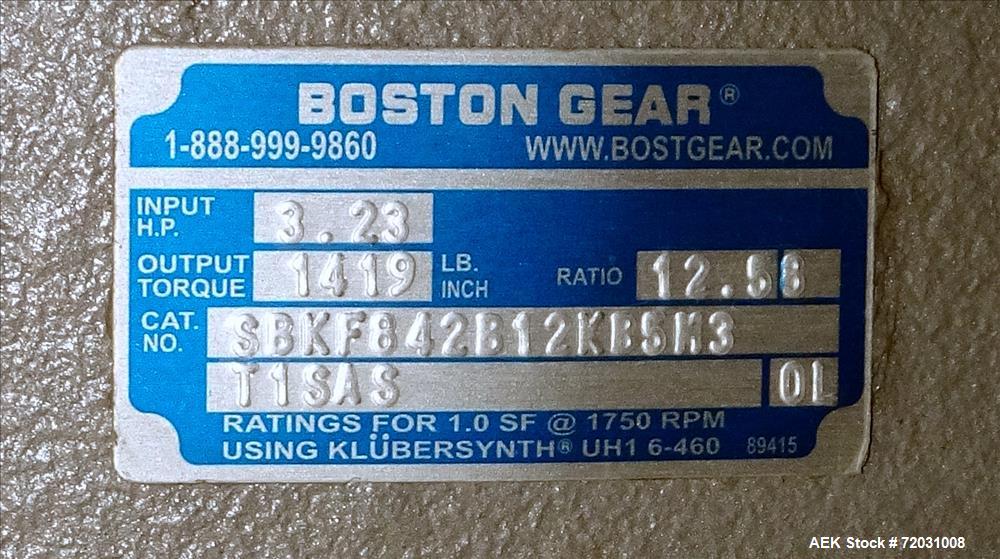 BOSTON GEAR®
1-888-999-9860 WWW.BOSTGEAR.COM
INPUT H.P. 3.23
OUTPUT TORQUE 1419 LB. INCH RATIO 12.58
CAT. NO. SBKF842B12KB5M3
T1SAS OL
RATINGS FOR 1.0 SF @ 1750 RPM
USING KLÜBERSYNTH® UH1 6-460 89415
AEK Stock # 72031008